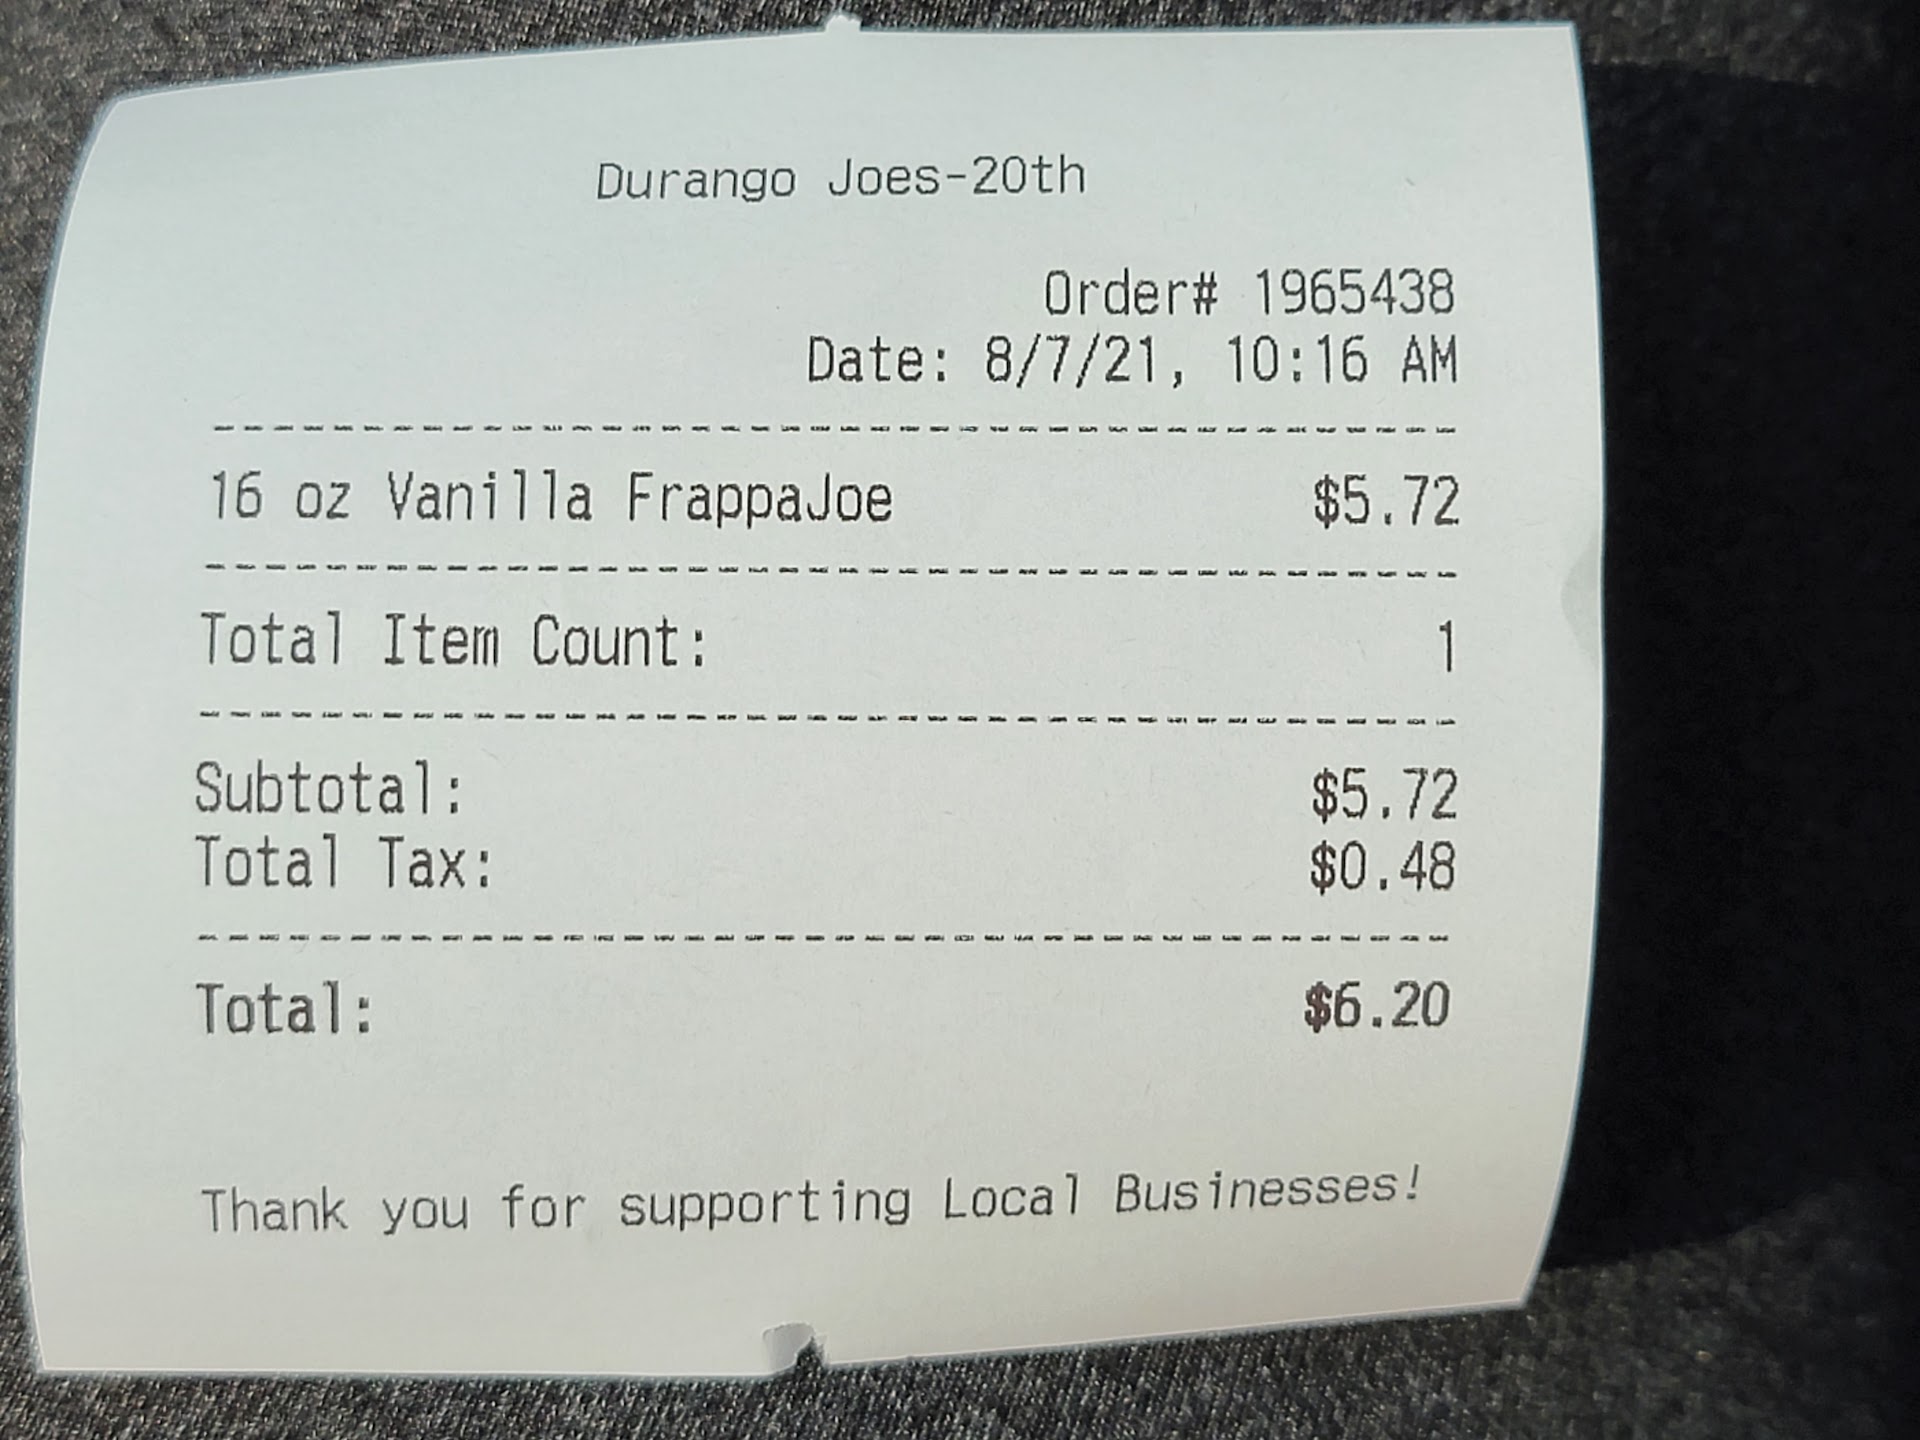 Durango Joes-20th
Order# 1965438
Date: 8/7/21, 10:16 AM
16 oz Vanilla FrappaJoe $5.72
Total Item Count: 1
Subtotal: $5.72
Total Tax: $0.48
Total: $6.20
Thank you for supporting Local Businesses!